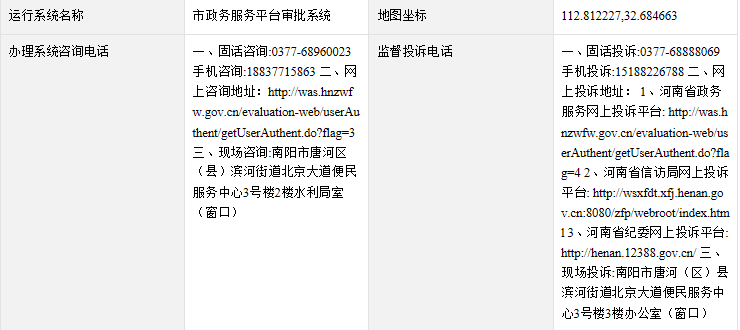 运行系统名称
市政务服务平台审批系统
地图坐标
112.812227,32.684663
办理系统咨询电话
一、固话咨询:0377-68960023
手机咨询:18837715863 二、网
上咨询地址：http://was.hnzwf
w.gov.cn/evaluation-web/userAu
thent/getUserAuthent.do?flag=3
三、现场咨询:南阳市唐河区
（县）滨河街道北京大道便民
服务中心3号楼2楼水利局室
（窗口）
监督投诉电话
一、固话投诉:0377-68888069
手机投诉:15188226788 二、网
上投诉地址： 1、河南省政务
服务网上投诉平台: http://was.h
nzwfw.gov.cn/evaluation-web/us
erAuthent/getUserAuthent.do?fla
g=4 2、河南省信访局网上投诉
平台: http://wsxfdt.xfj.henan.go
v.cn:8080/zfp/webroot/index.htm
l 3、河南省纪委网上投诉平台:
http://henan.12388.gov.cn/ 三、
现场投诉:南阳市唐河（区）县
滨河街道北京大道便民服务中
心3号楼3楼办公室（窗口）